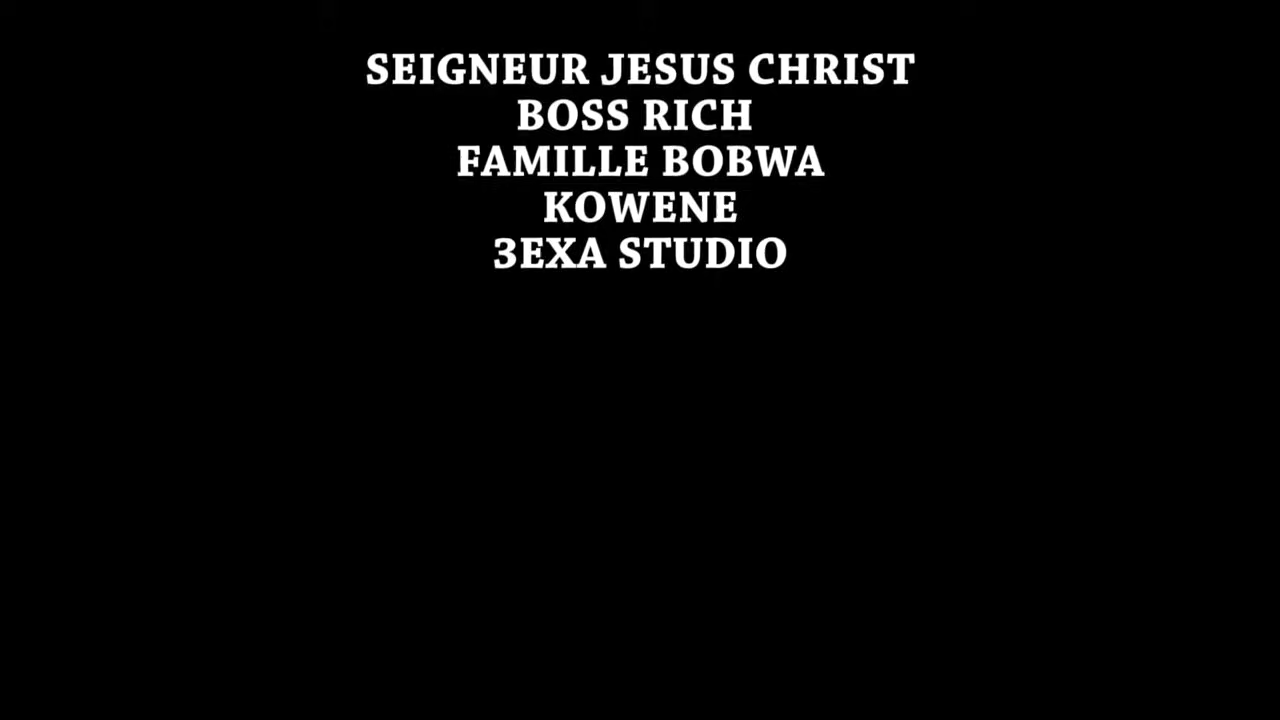 SEIGNEUR JESUS CHRIST
BOSS RICH
FAMILLE BOBWA
KOWENE
3EXA STUDIO